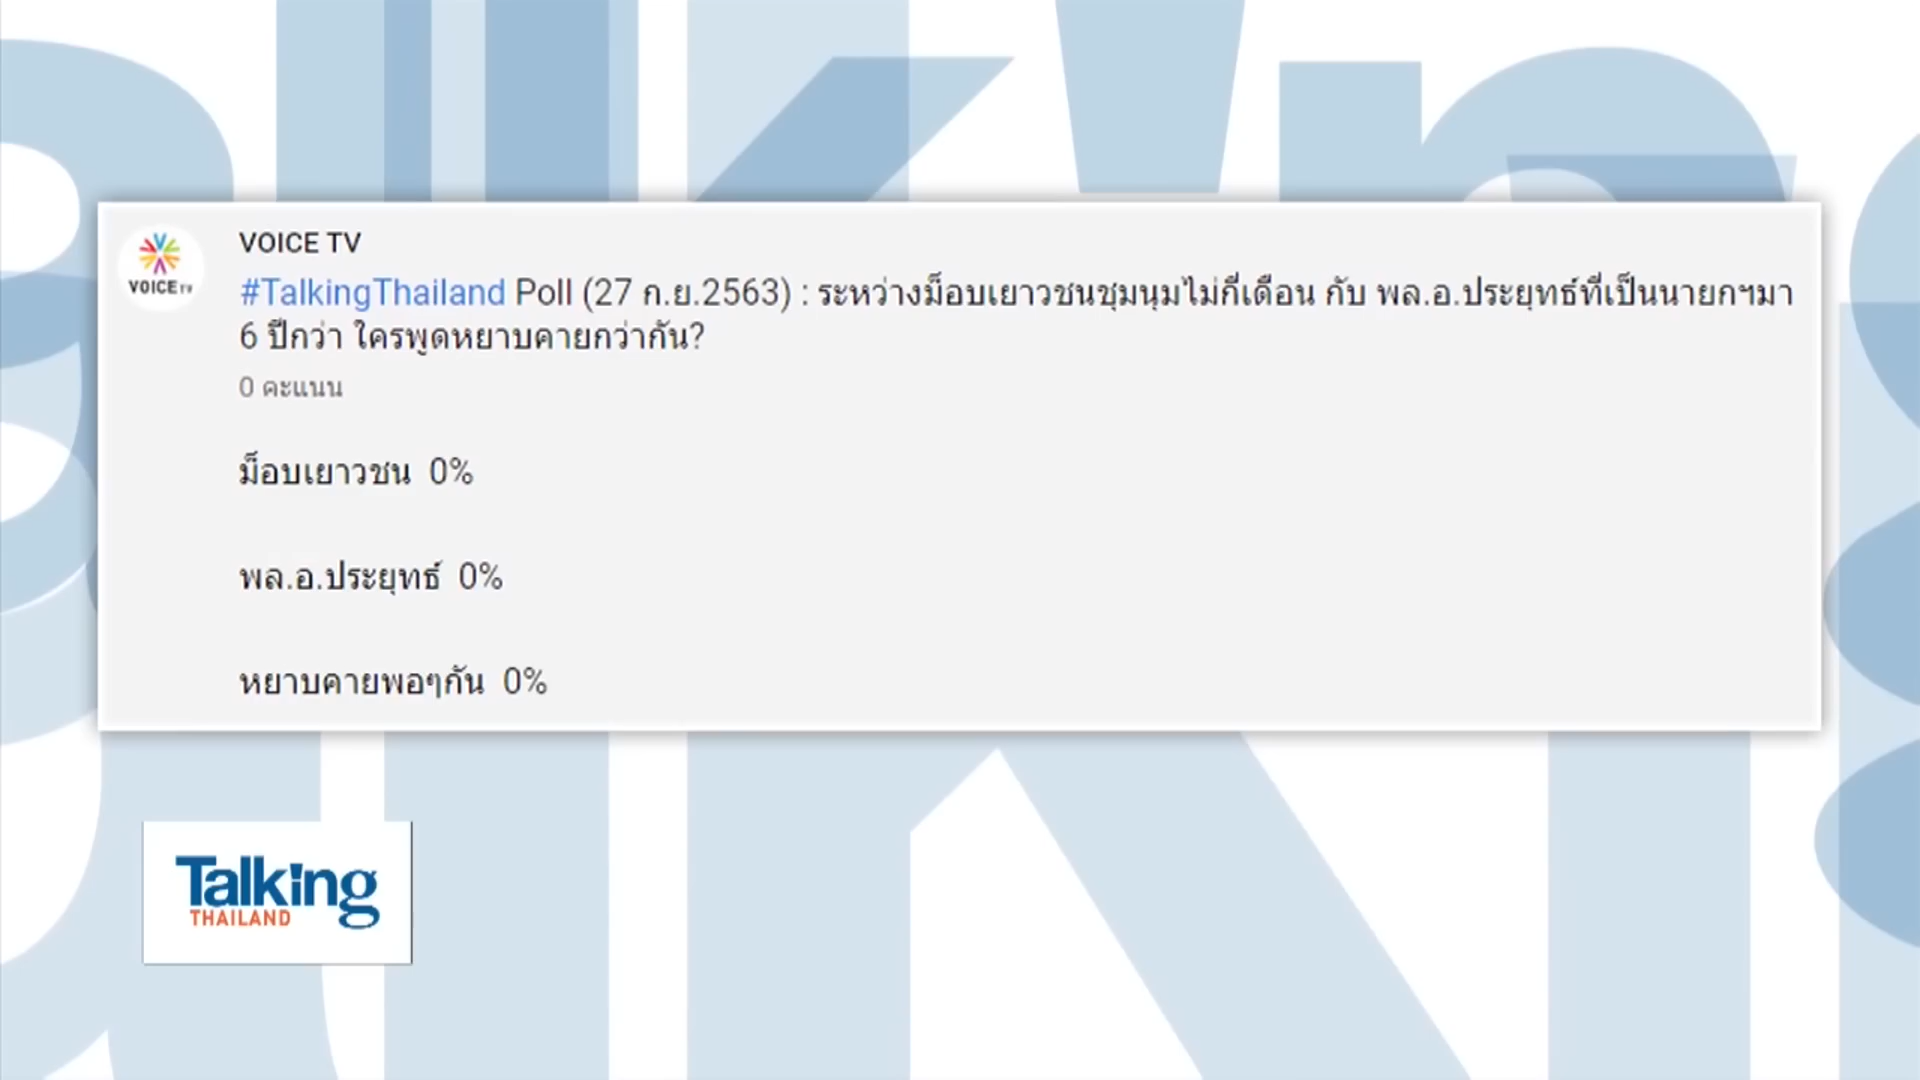 VOICE TV
VOICE TV
#TalkingThailand Poll (27 ก.ย.2563) : ระหว่างม็อบเยาวชนชุมนุมไม่กี่เดือน กับ พล.อ.ประยุทธ์ที่เป็นนายกฯมา
6 ปีกว่า ใครพูดหยาบคายกว่ากัน?
0 คะแนน
ม็อบเยาวชน 0%
พล.อ.ประยุทธ์ 0%
หยาบคายพอๆกัน 0%
Talking
THAILAND